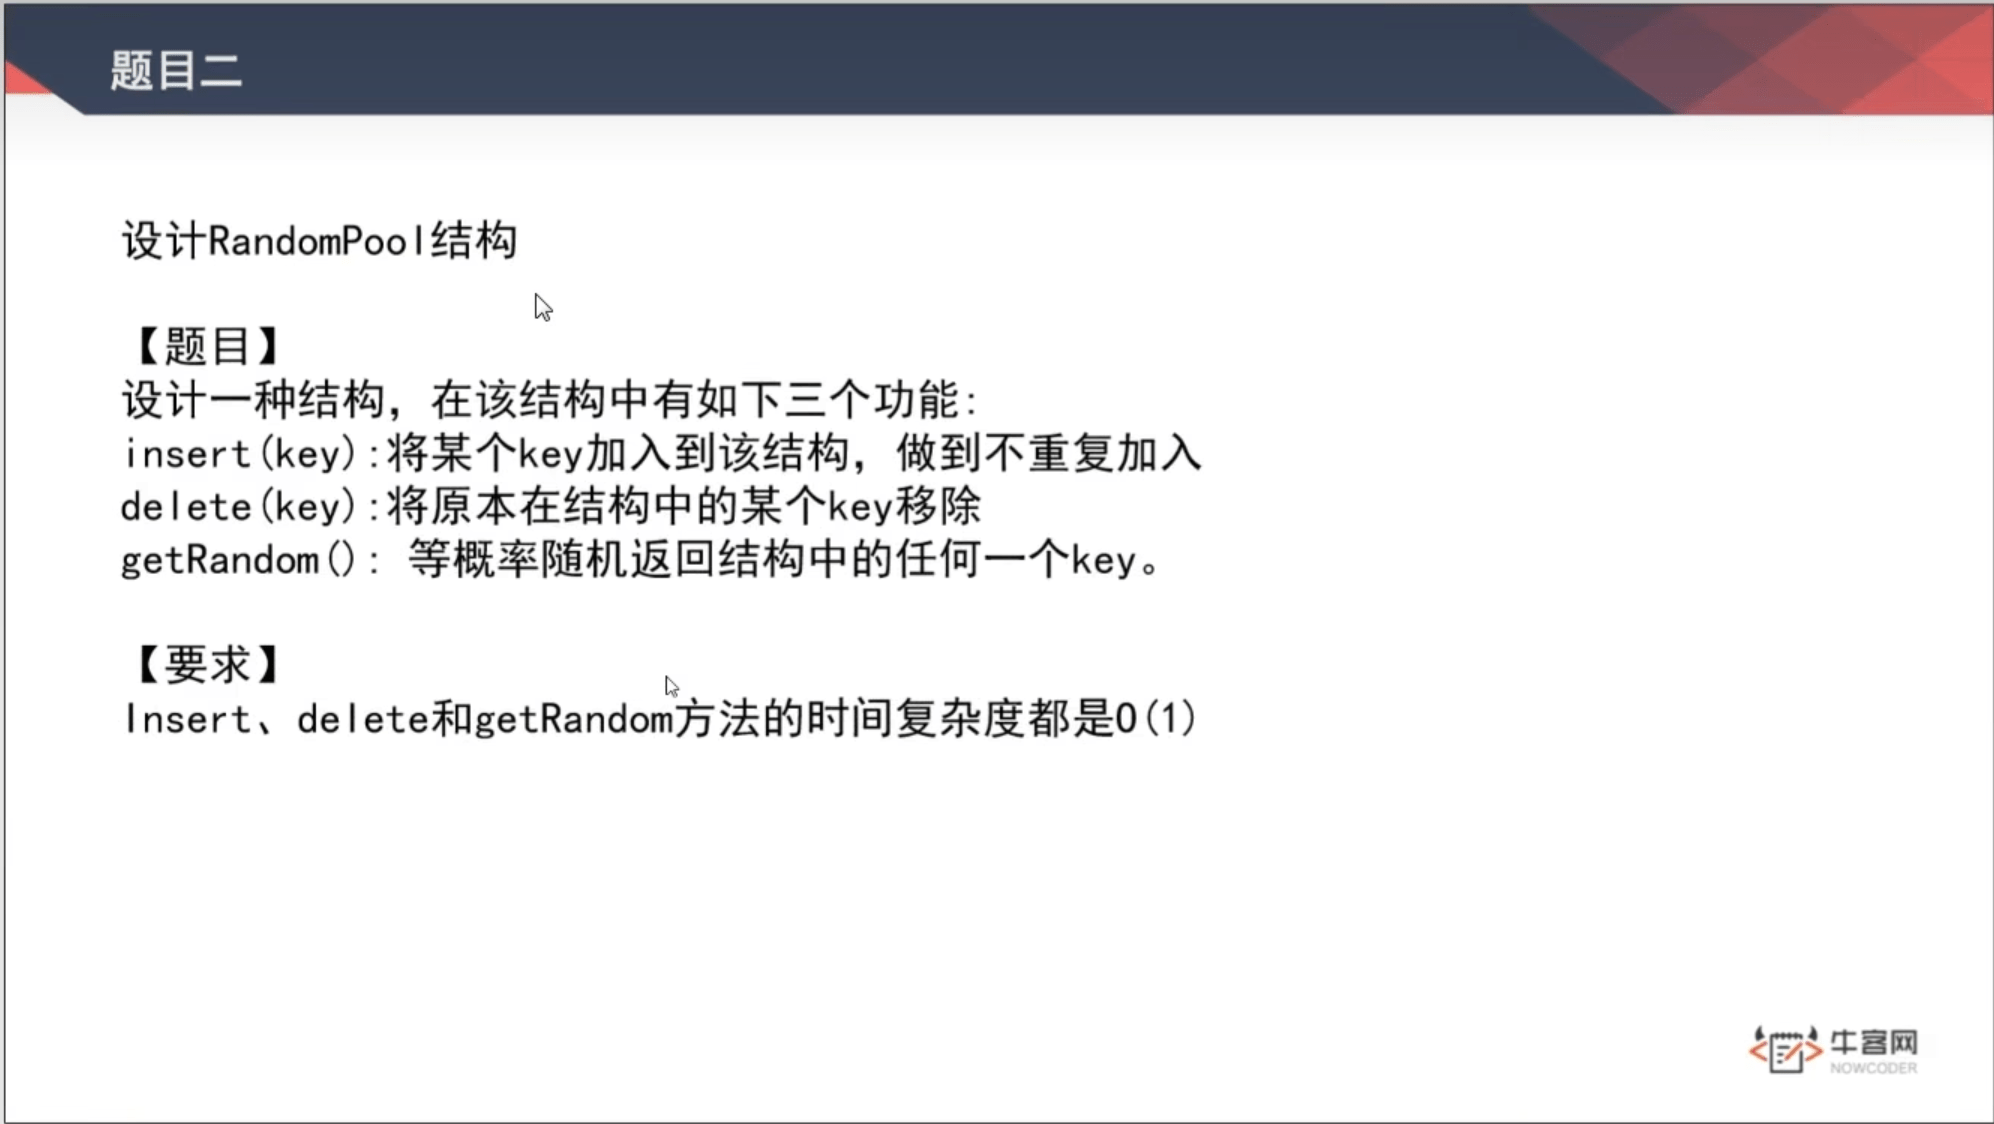 题目二
设计RandomPool结构
【题目】
设计一种结构，在该结构中有如下三个功能:
insert(key):将某个key加入到该结构，做到不重复加入
delete(key):将原本在结构中的某个key移除
getRandom(): 等概率随机返回结构中的任何一个key。
【要求】
Insert、delete和getRandom方法的时间复杂度都是O(1)
牛客网
NOWCODER